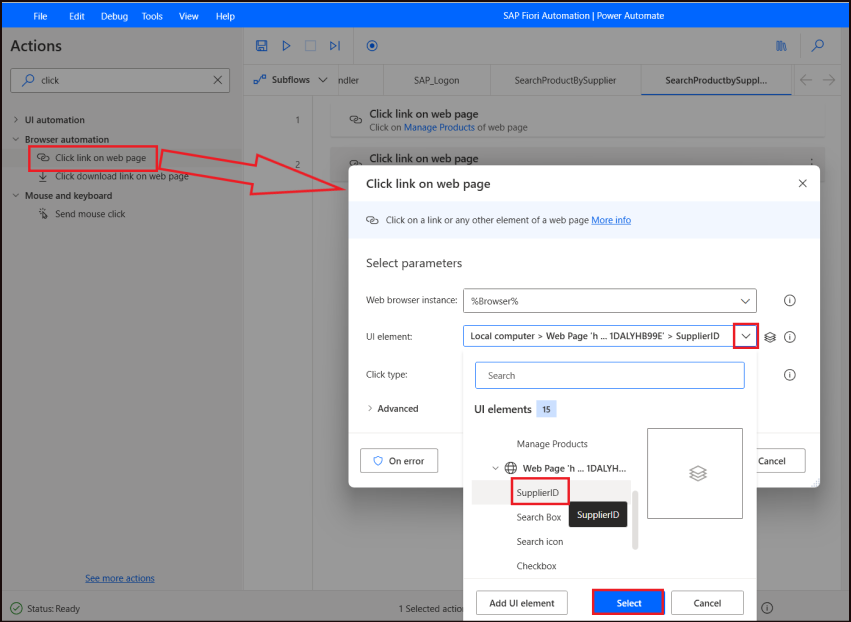 File Edit Debug Tools View Help
SAP Fiori Automation | Power Automate
Actions
click
Subflows
ndler
SAP_Logon
SearchProductBySupplier
SearchProductbySuppl...
UI automation
Browser automation
Click link on web page
Click download link on web page
Mouse and keyboard
Send mouse click
See more actions
1
Click link on web page
Click on Manage Products of web page
2
Click link on web page
Click link on web page
Click on a link or any other element of a web page More info
Select parameters
Web browser instance:
%Browser%
UI element:
Local computer > Web Page 'h ... 1DALYHB99E' > SupplierID
Click type:
Search
Advanced
UI elements 15
Manage Products
Web Page 'h ... 1DALYH...
SupplierID
Search Box
SupplierID
Search icon
Checkbox
On error
Cancel
Add UI element
Select
Cancel
Status: Ready
1 Selected action